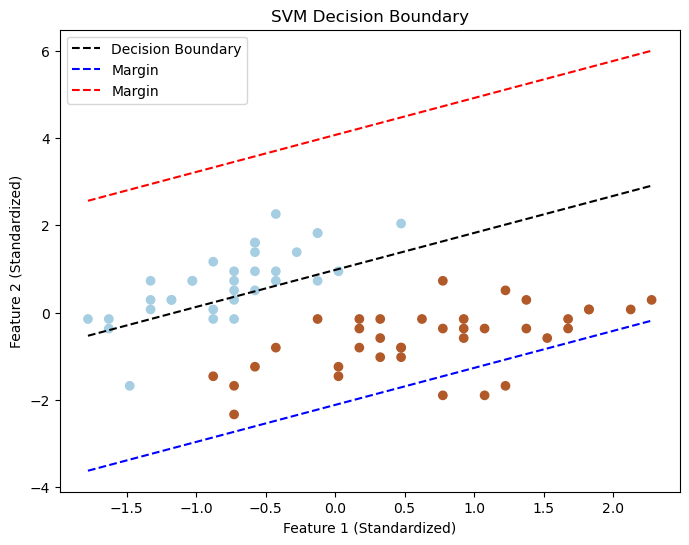 SVM Decision Boundary
Decision Boundary
Margin
Margin
6
4
2
0
−2
−4
Feature 2 (Standardized)
−1.5 −1.0 −0.5 0.0 0.5 1.0 1.5 2.0
Feature 1 (Standardized)